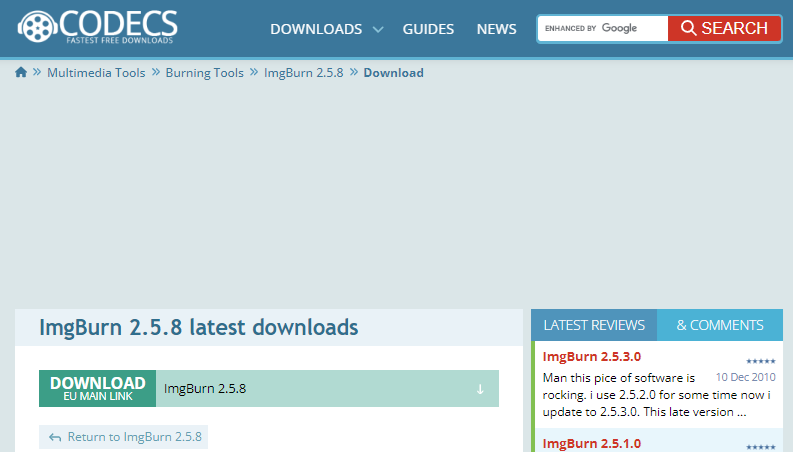 CODECS
FASTEST FREE DOWNLOADS
DOWNLOADS
GUIDES
NEWS
ENHANCED BY Google
SEARCH
Multimedia Tools » Burning Tools » ImgBurn 2.5.8 » Download
ImgBurn 2.5.8 latest downloads
DOWNLOAD
EU MAIN LINK
ImgBurn 2.5.8
Return to ImgBurn 2.5.8
LATEST REVIEWS
& COMMENTS
ImgBurn 2.5.3.0
Man this pice of software is
10 Dec 2010
rocking. i use 2.5.2.0 for some time now i
update to 2.5.3.0. This late version ...
ImgBurn 2.5.1.0